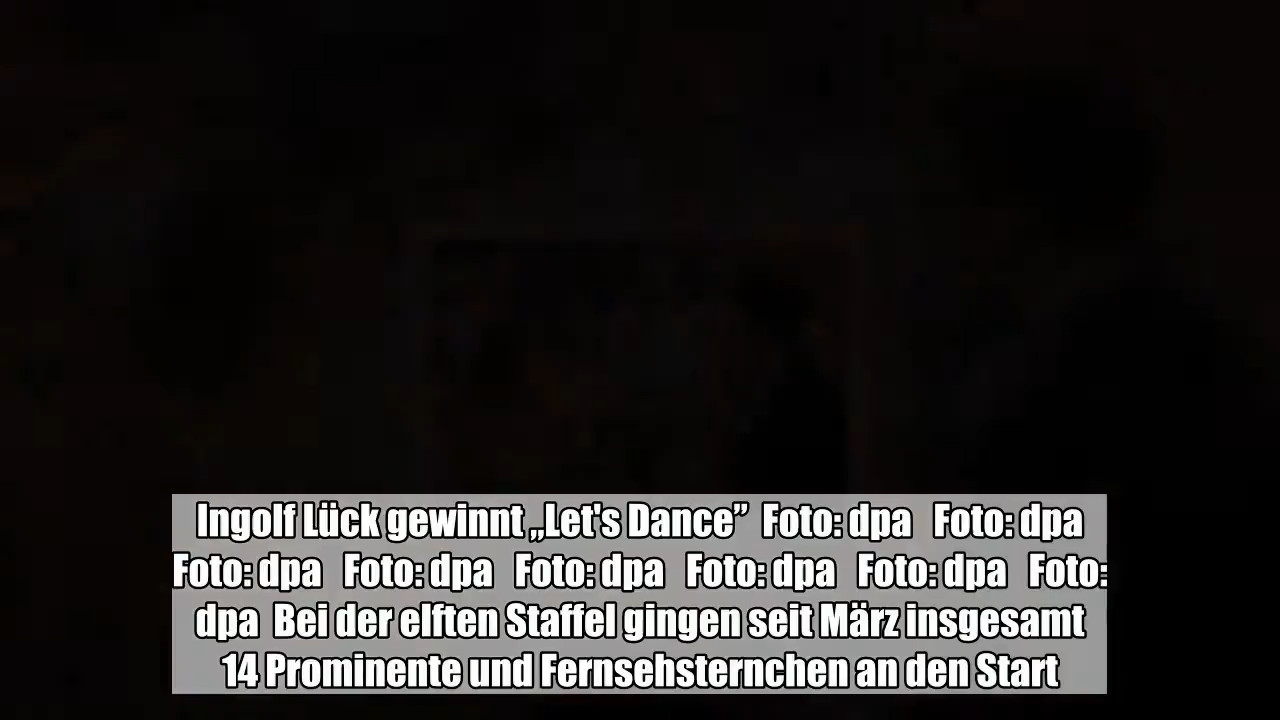 Ingolf Lück gewinnt „Let's Dance” Foto: dpa Foto: dpa
Foto: dpa Foto: dpa Foto: dpa Foto: dpa Foto: dpa Foto:
dpa Bei der elften Staffel gingen seit März insgesamt
14 Prominente und Fernsehsternchen an den Start